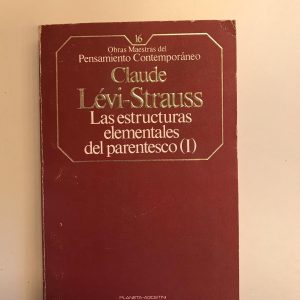 16
Obras Maestras del
Pensamiento Contemporáneo
Claude
Lévi-Strauss
Las estructuras
elementales
del parentesco (I)
PLANETA-AGOSTINI